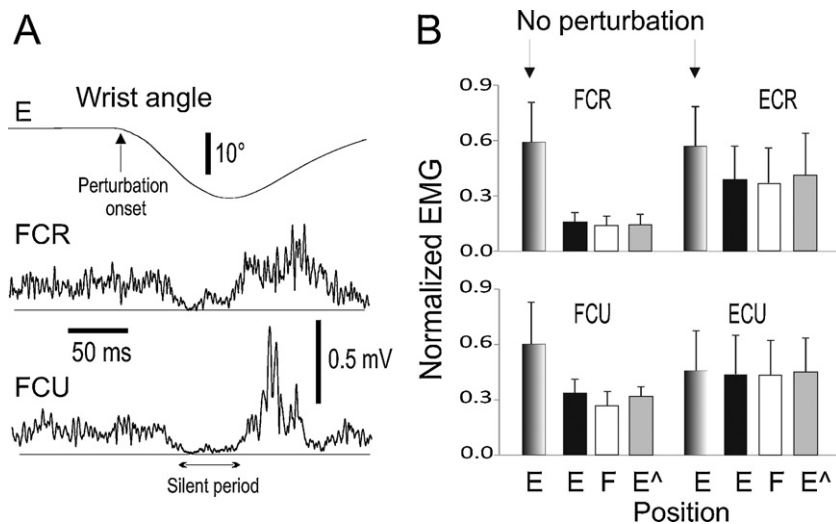 A
E
Wrist angle
10°
Perturbation
onset
FCR
50 ms
0.5 mV
FCU
Silent period
B
No perturbation
Normalized EMG
0.9
0.6
0.3
0.0
FCR
ECR
0.9
0.6
0.3
0.0
FCU
ECU
E E F E^ E E F E^
Position